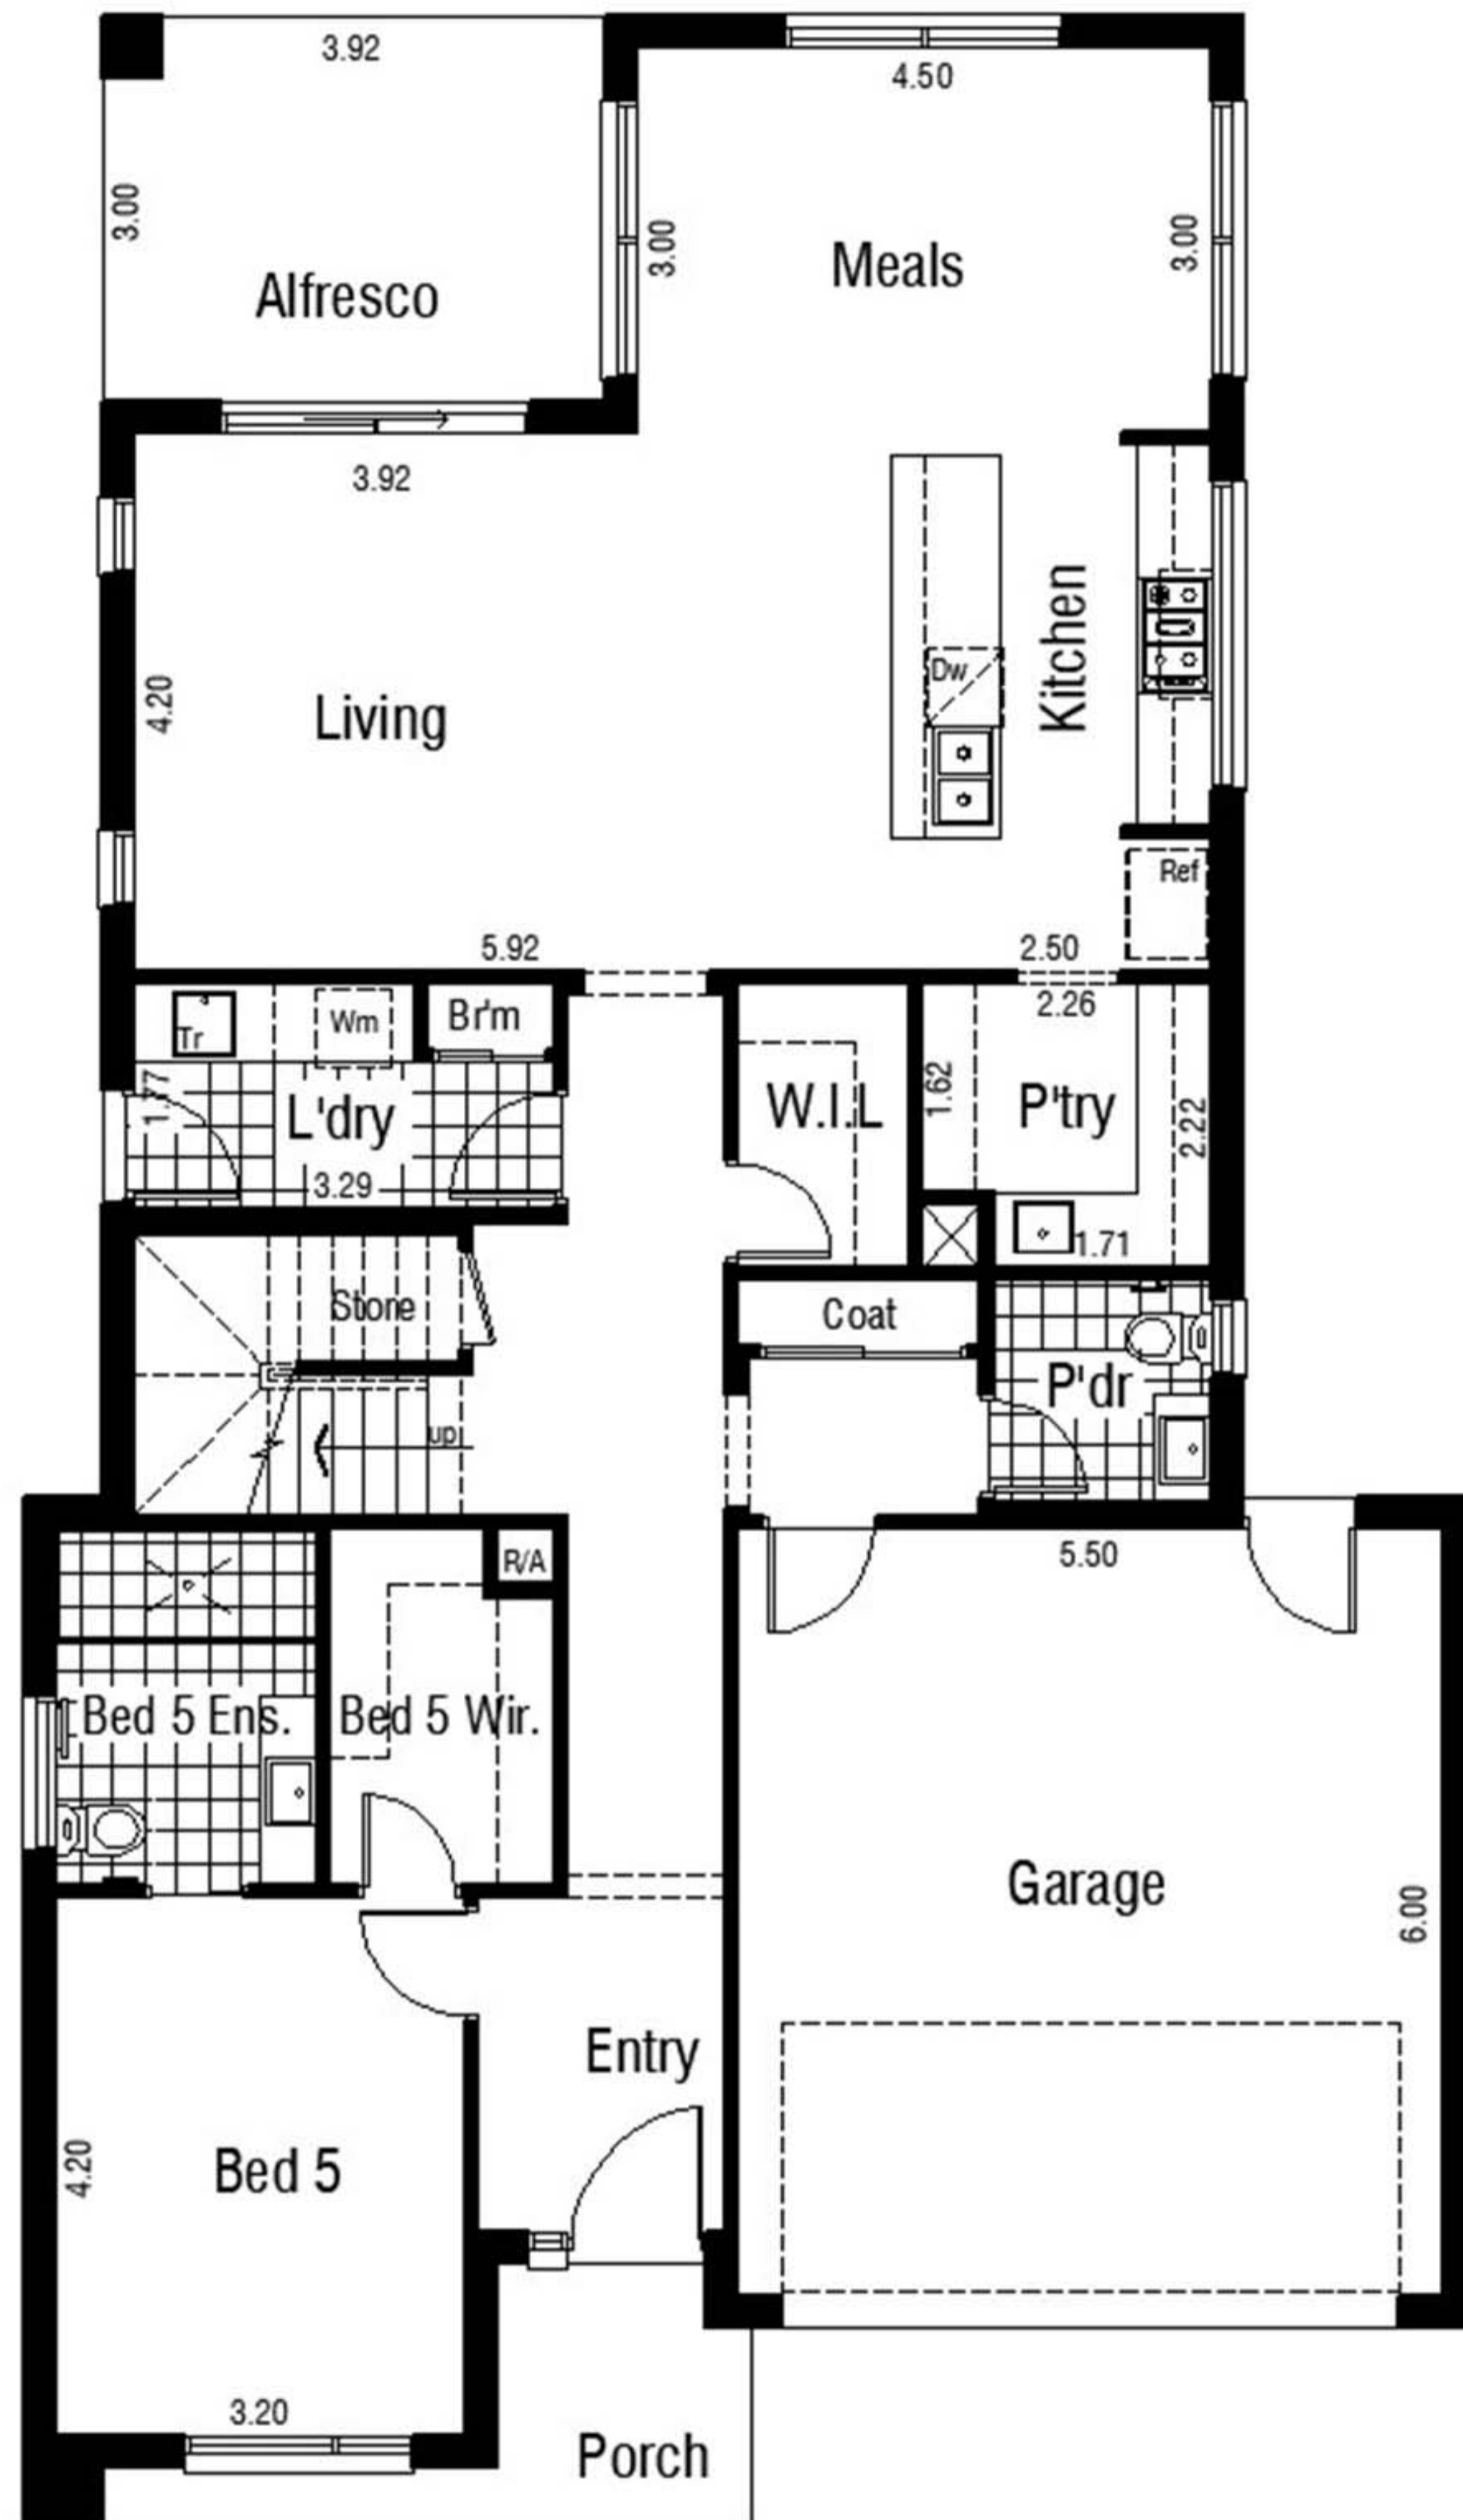 3.92
4.50
3.00
3.00
3.00
Meals
Alfresco
3.92
Kitchen
Dw
4.20
Living
Ref
5.92
2.50
Tr
Wm
Br'm
2.26
1.77
L'dry
W.I.L
1.62
P'try
2.22
3.29
1.71
Store
Coat
P'dr
up
R/A
5.50
Bed 5 Ens.
Bed 5 Wir.
Garage
6.00
Entry
4.20
Bed 5
3.20
Porch